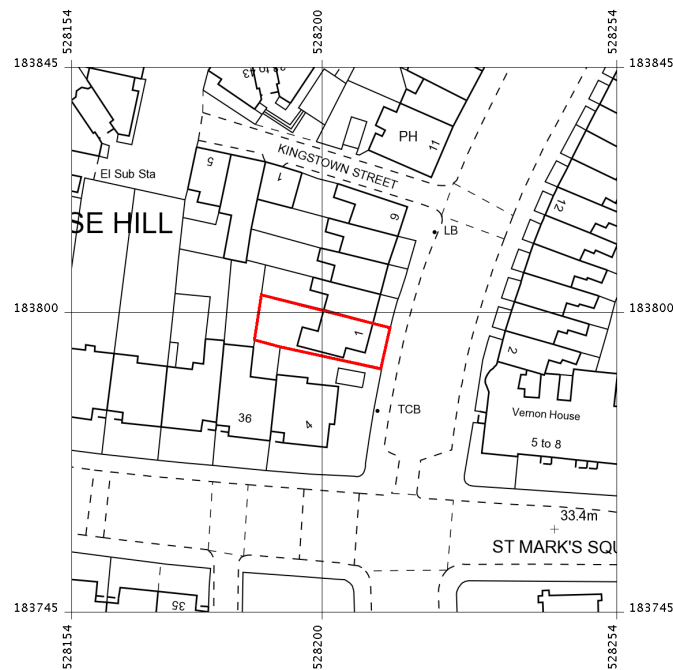 528154
528200
528254
183845
183845
PH
11
KINGSTOWN STREET
5
1
El Sub Sta
12
6
SE HILL
LB
183800
183800
1
2
TCB
Vernon House
36
4
5 to 8
33.4m
ST MARK'S SQU
35
183745
183745
528154
528200
528254